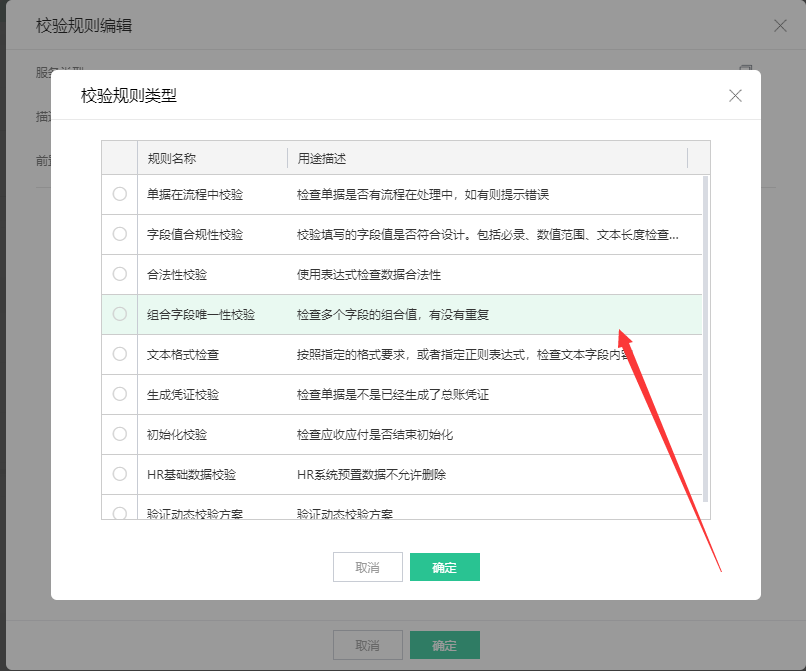 校验规则编辑
校验规则类型
规则名称 用途描述
单据在流程中校验 检查单据是否有流程在处理中，如有则提示错误
字段值合规性校验 校验填写的字段值是否符合设计。包括必录、数值范围、文本长度检查...
合法性校验 使用表达式检查数据合法性
组合字段唯一性校验 检查多个字段的组合值，有没有重复
文本格式检查 按照指定的格式要求，或者指定正则表达式，检查文本字段内容
生成凭证校验 检查单据是不是已经生成了总账凭证
初始化校验 检查应收应付是否结束初始化
HR基础数据校验 HR系统预置数据不允许删除
验证动态校验方案 验证动态校验方案
取消 确定
取消 确定